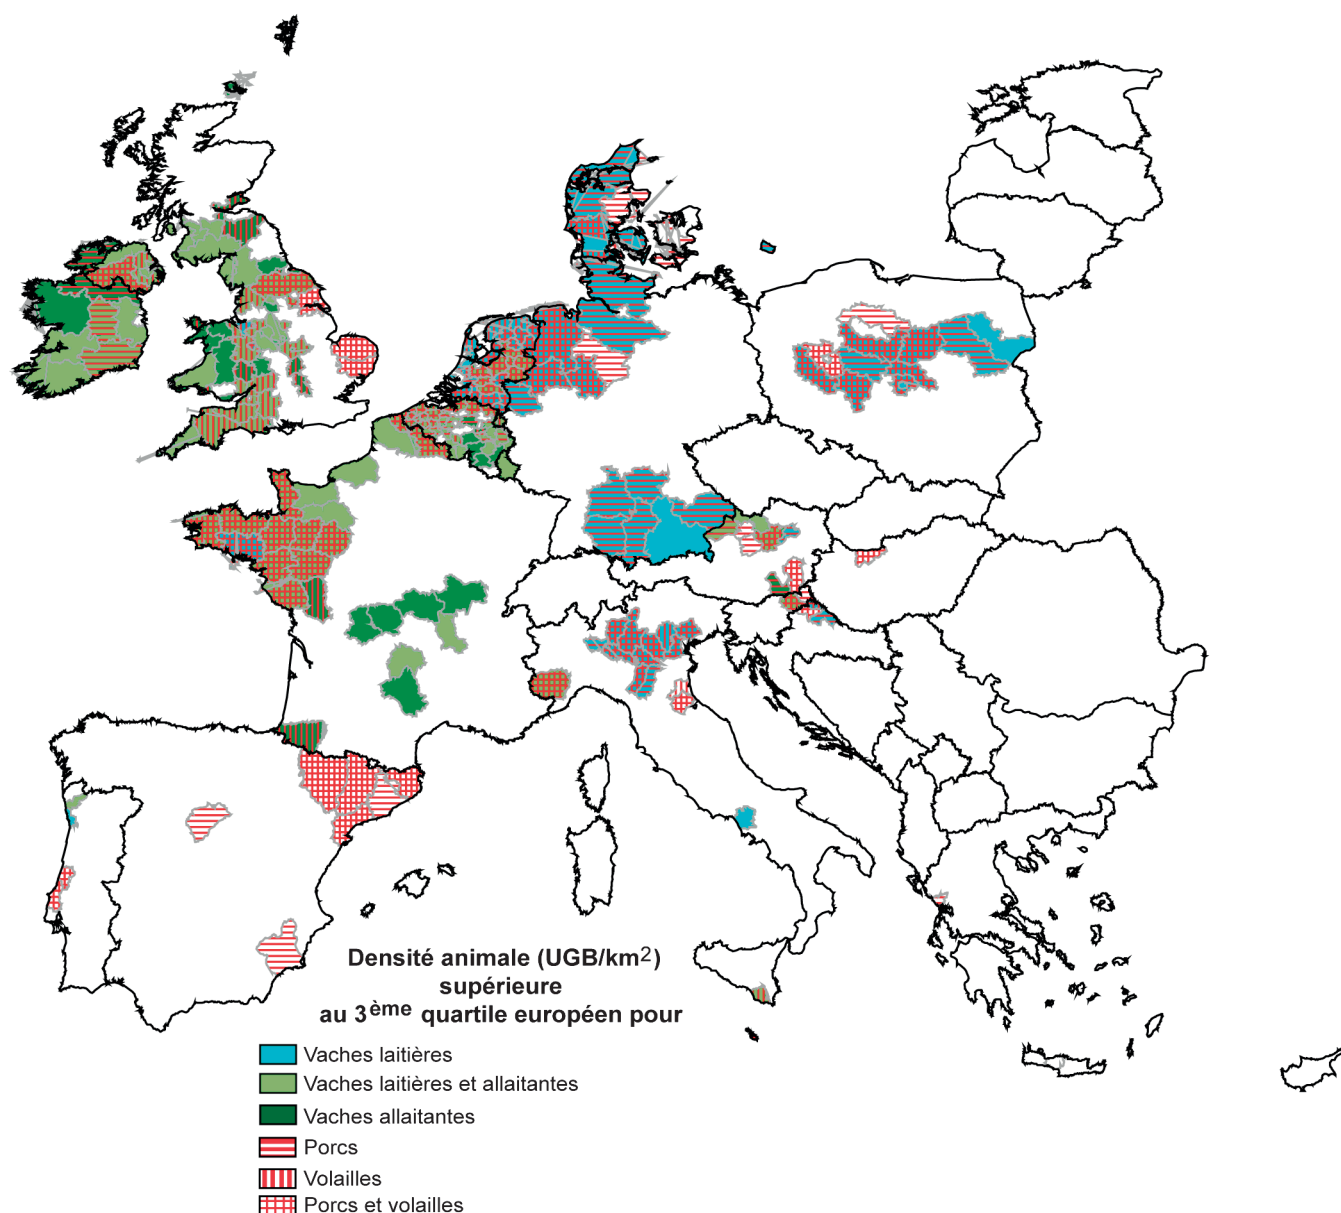 Densité animale (UGB/km2)
supérieure
au 3ème quartile européen pour
Vaches laitières
Vaches laitières et allaitantes
Vaches allaitantes
Porcs
Volailles
Porcs et volailles